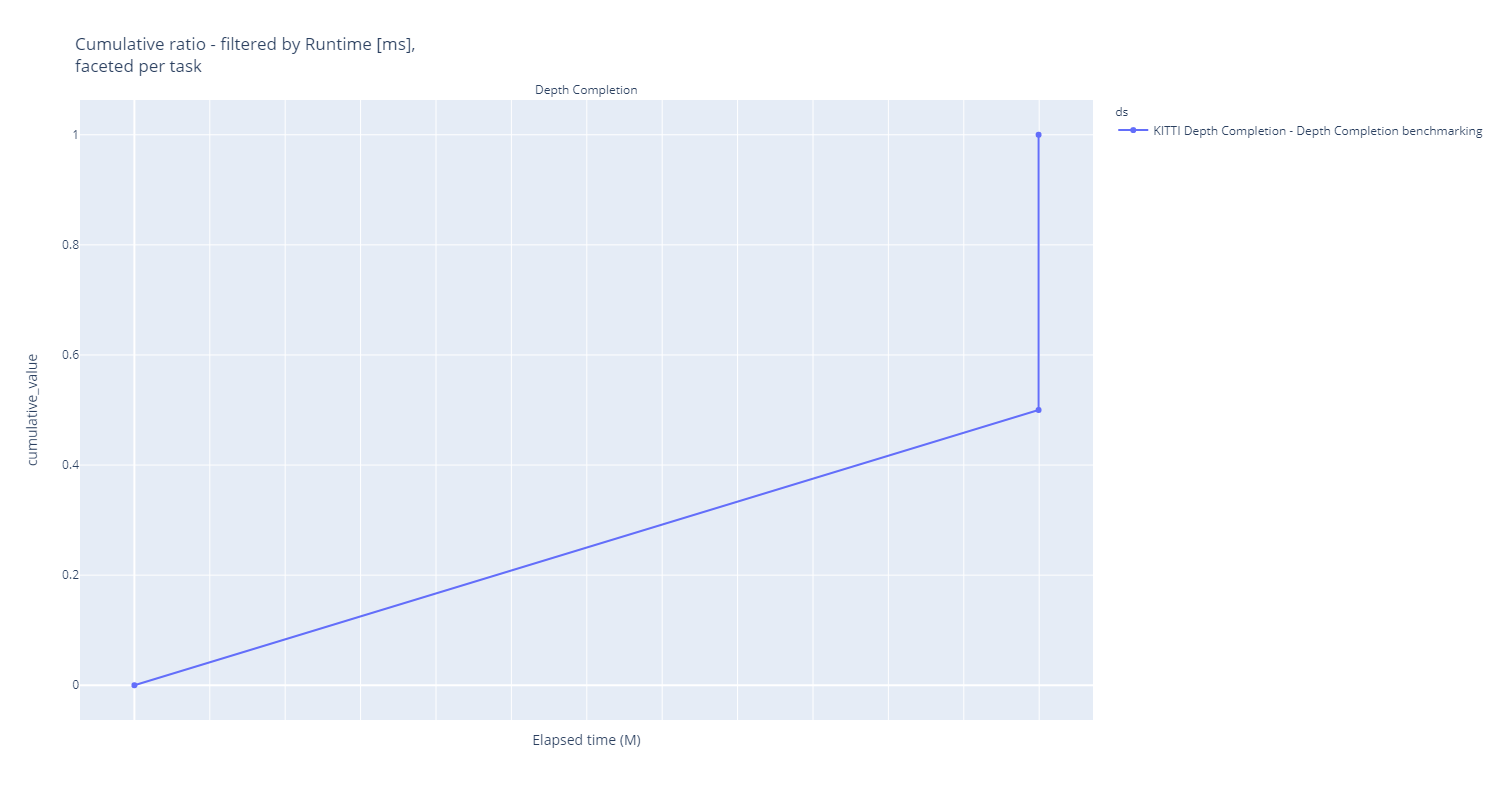 Cumulative ratio - filtered by Runtime [ms],
faceted per task
Depth Completion
ds
KITTI Depth Completion - Depth Completion benchmarking
1
0.8
0.6
0.4
0.2
0
cumulative_value
Elapsed time (M)